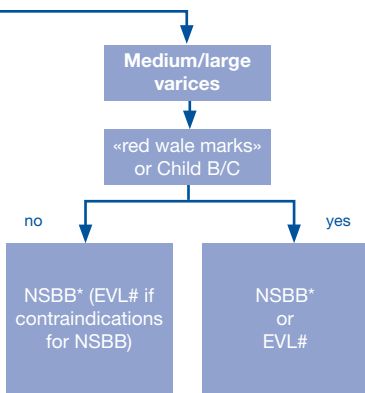 Medium/large
varices
«red wale marks»
or Child B/C
no
yes
NSBB* (EVL# if
contraindications
for NSBB)
NSBB*
or
EVL#